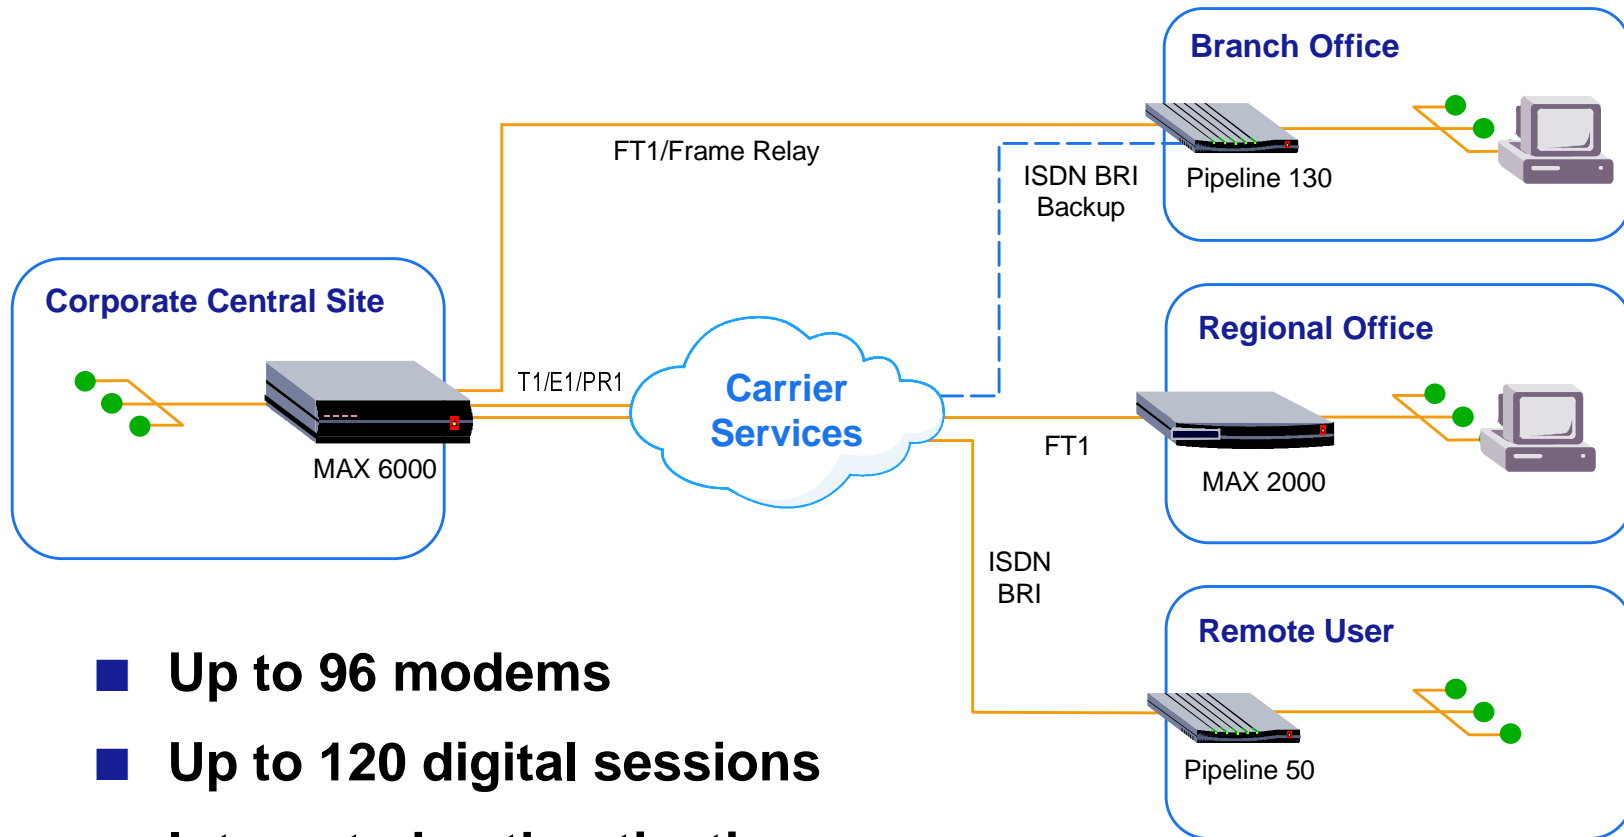 Branch Office
FT1/Frame Relay
ISDN BRI
Backup
Pipeline 130
Corporate Central Site
Regional Office
T1/E1/PR1
Carrier
Services
FT1
MAX 6000
MAX 2000
ISDN
BRI
Remote User
Up to 96 modems
Up to 120 digital sessions
Pipeline 50